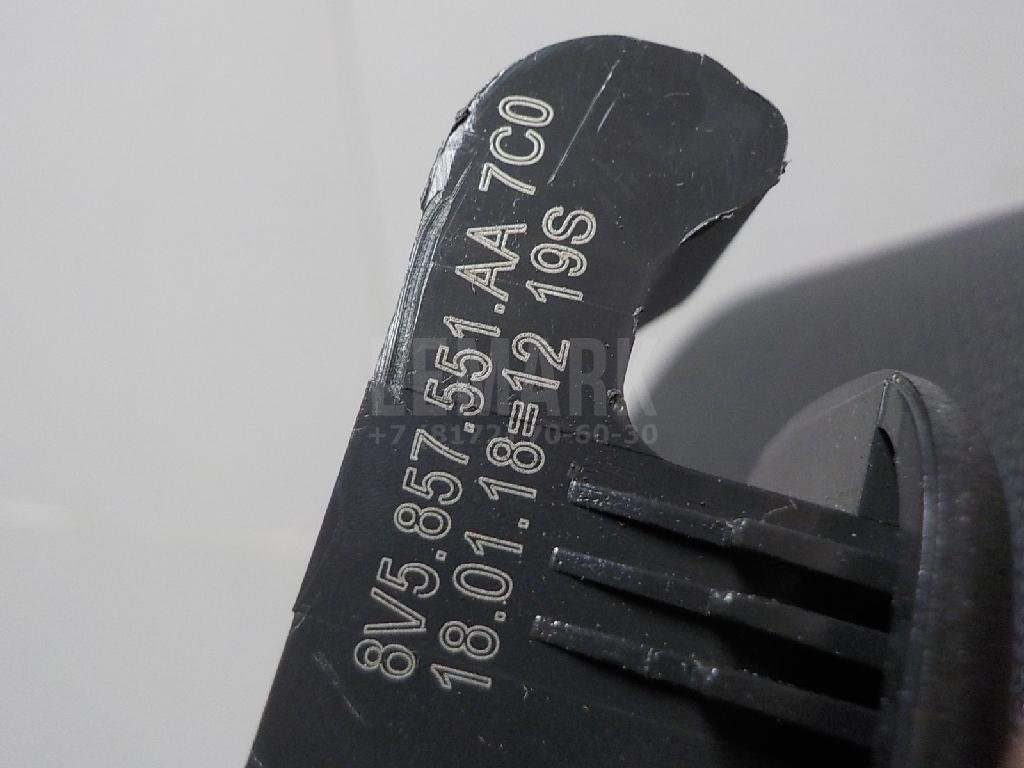 8V5.857.551.AA 7C0
18.01.18=12 19S
LEMARK
+7 (8172) 70-60-30